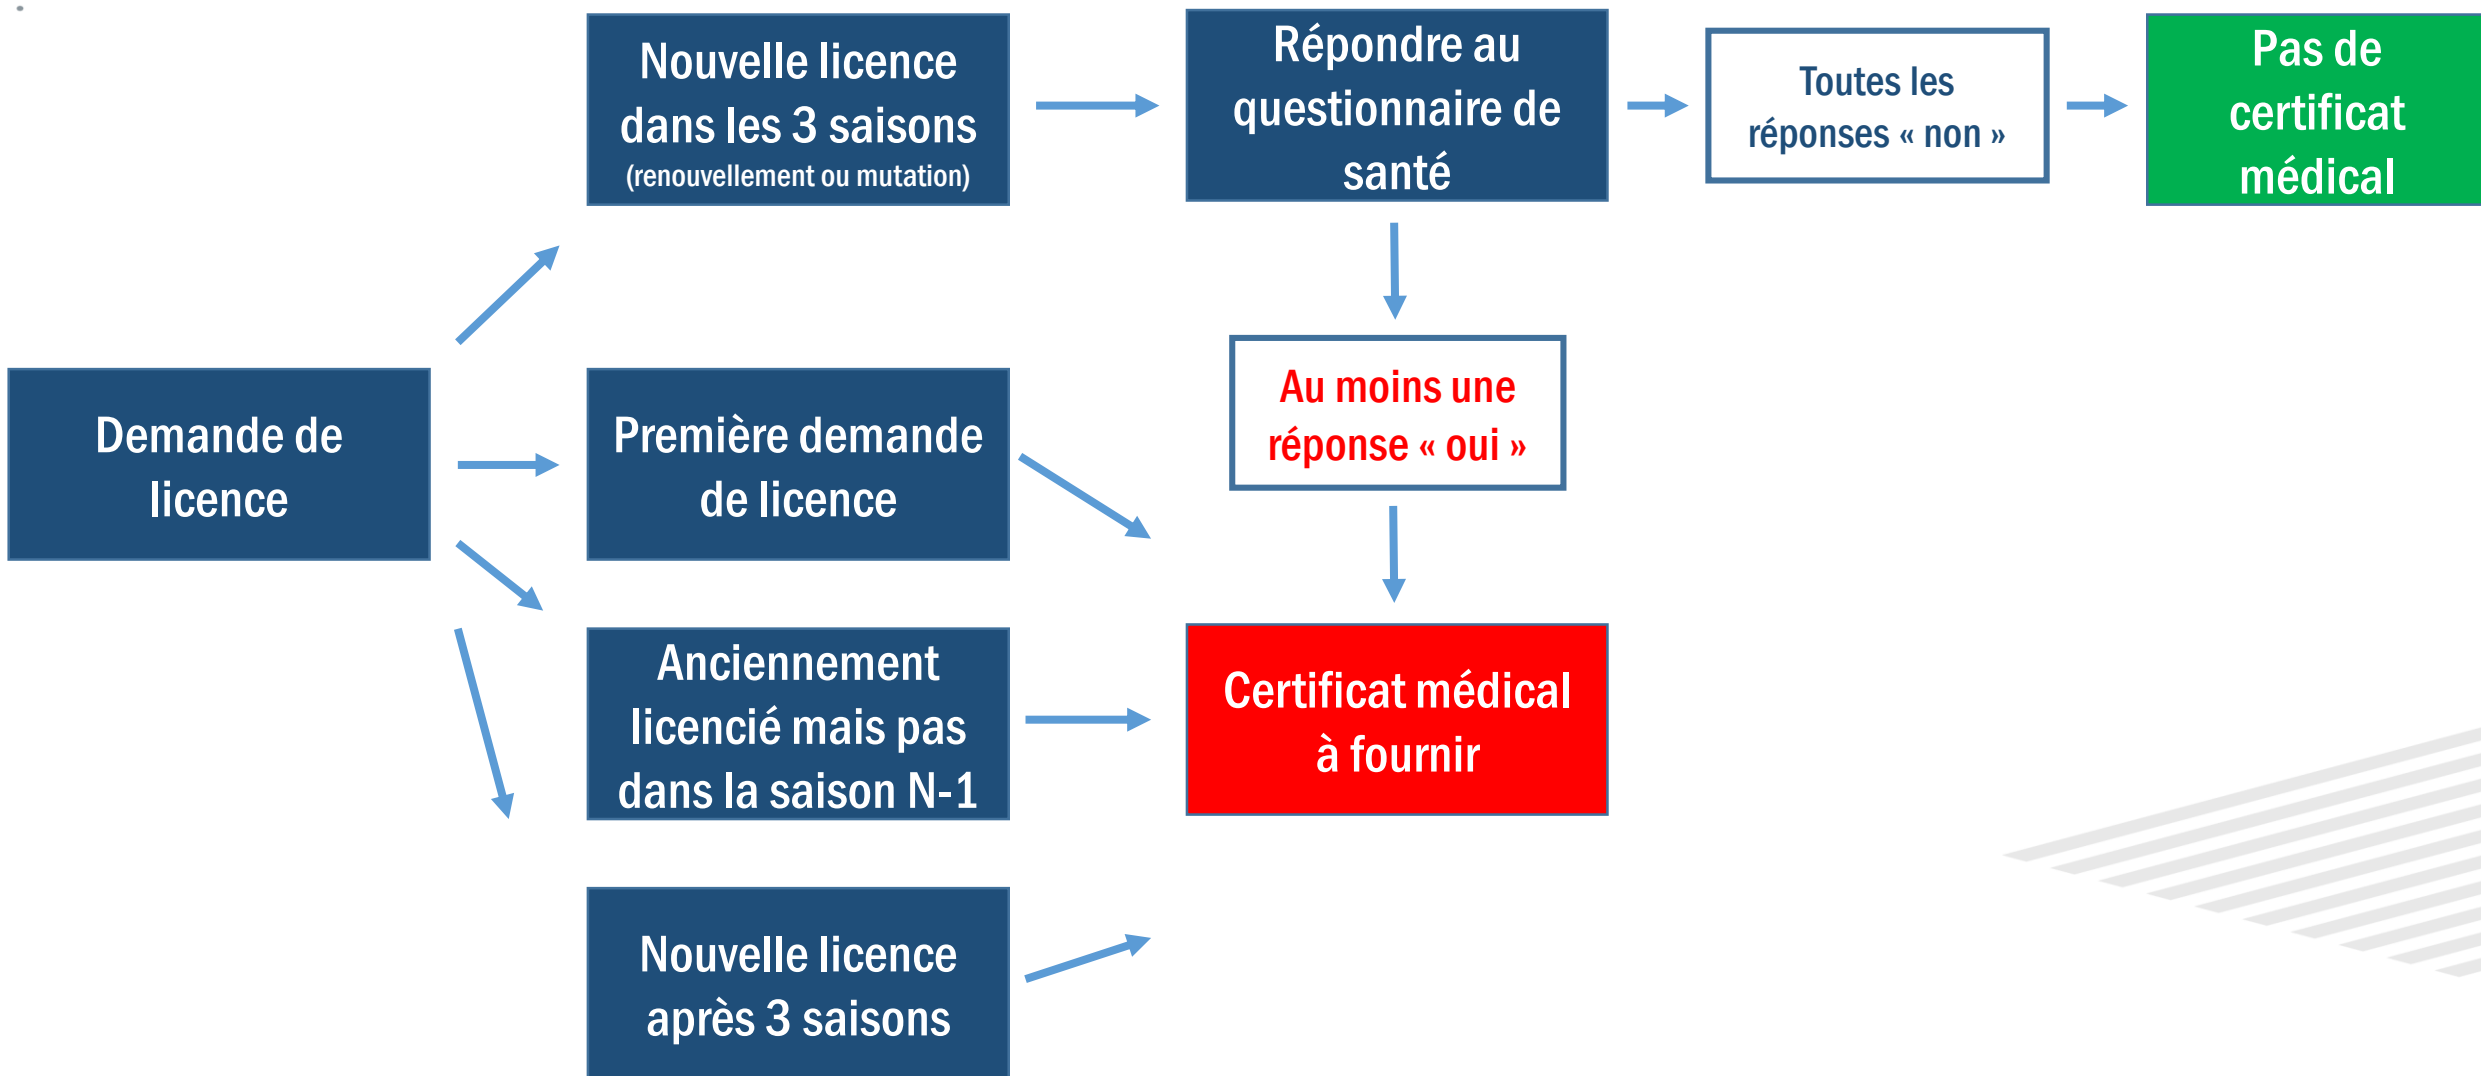 Nouvelle licence
dans les 3 saisons
(renouvellement ou mutation)
Répondre au
questionnaire de
santé
Toutes les
réponses « non »
Pas de
certificat
médical
Demande de
licence
Première demande
de licence
Au moins une
réponse « oui »
Anciennement
licencié mais pas
dans la saison N-1
Certificat médical
à fournir
Nouvelle licence
après 3 saisons